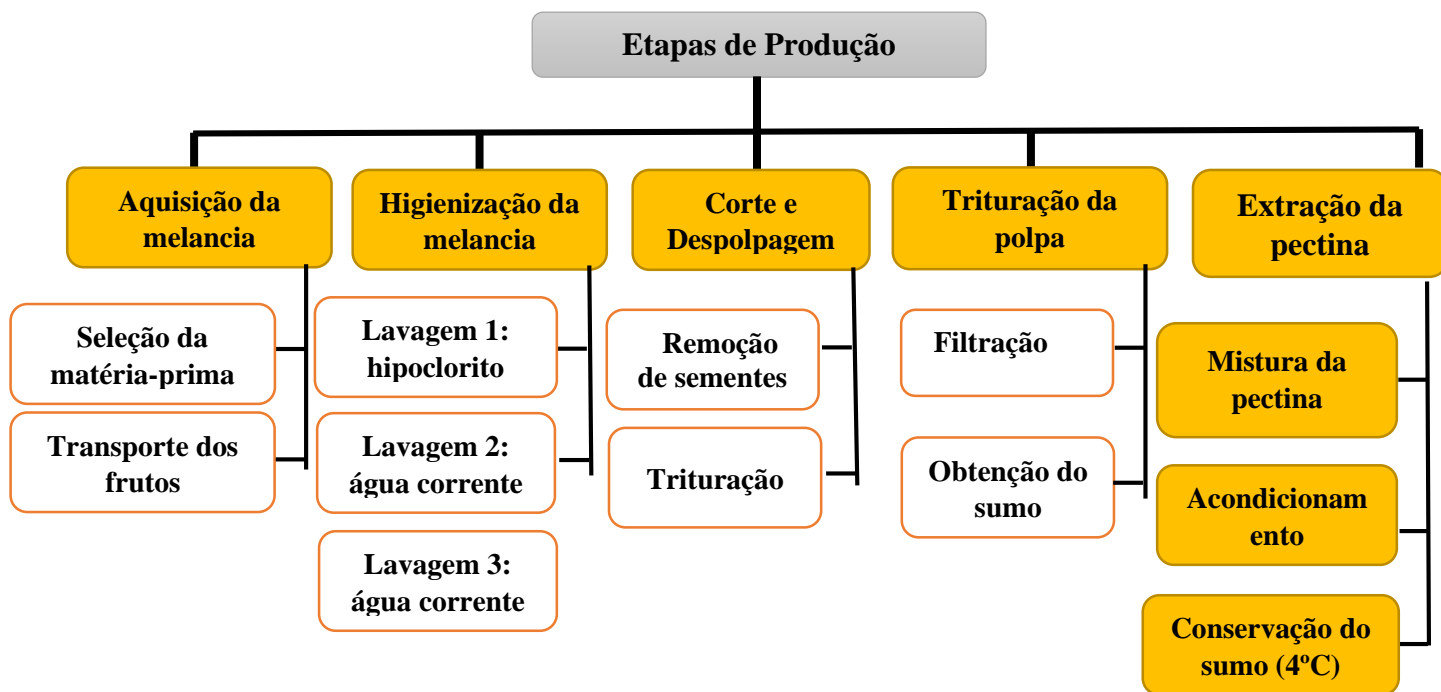 Etapas de Produção
Aquisição da
melancia
Higienização da
melancia
Corte e
Despolpagem
Trituração da
polpa
Extração da
pectina
Seleção da
matéria-prima
Transporte dos
frutos
Lavagem 1:
hipoclorito
Lavagem 2:
água corrente
Lavagem 3:
água corrente
Remoção
de sementes
Trituração
Filtração
Obtenção do
sumo
Mistura da
pectina
Acondicionam
ento
Conservação do
sumo (4ºC)